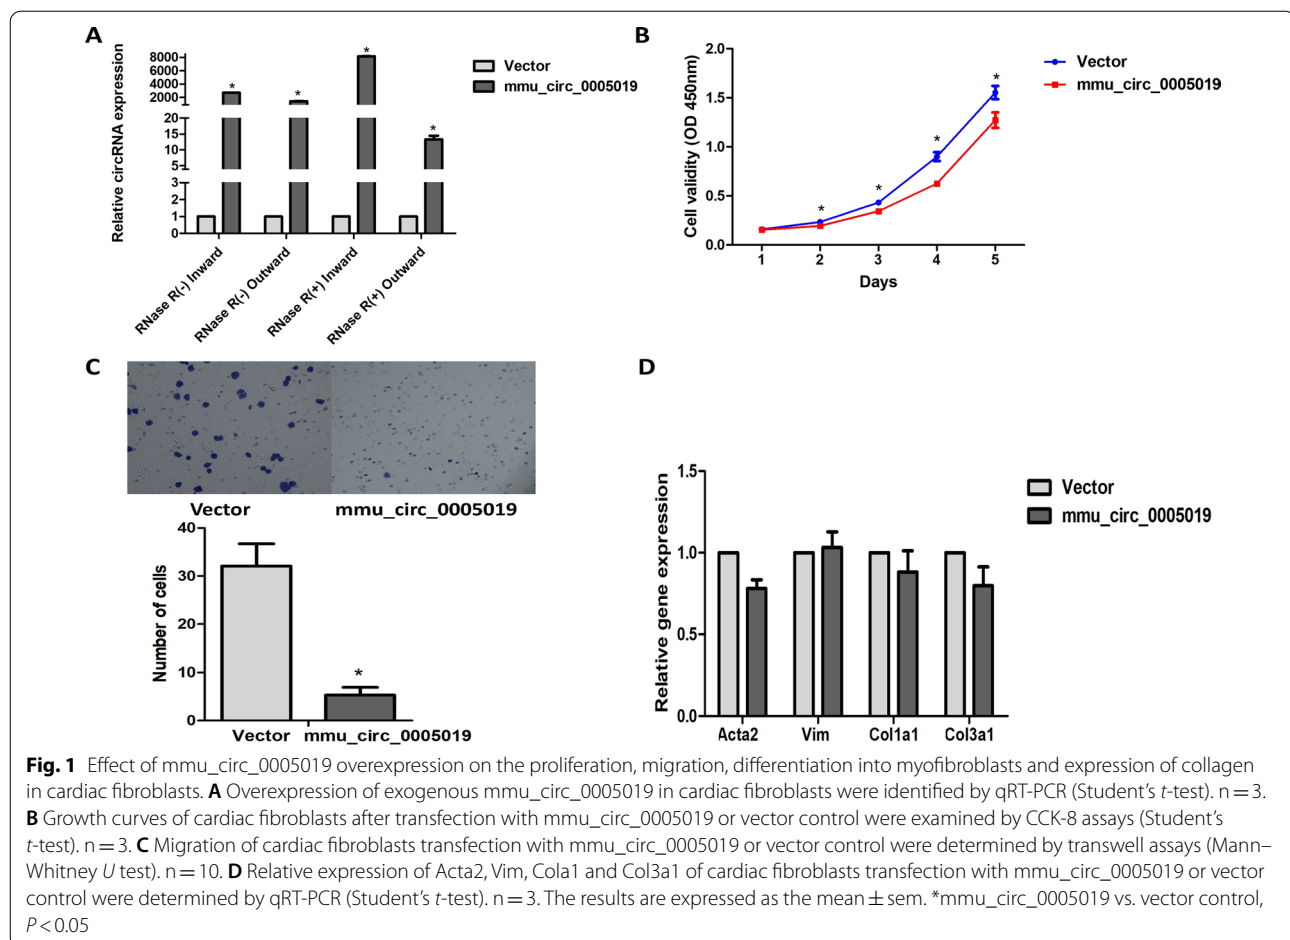 A
Relative circRNA expression
8000
6000
4000
2000
20
15
10
5
3
2
1
0
* * * *
Vector
mmu_circ_0005019
RNase R(-) Inward
RNase R(-) Outward
RNase R(+) Inward
RNase R(+) Outward
B
Cell validity (OD 450nm)
2.0
1.5
1.0
0.5
0.0
* * * *
1 2 3 4 5
Days
Vector
mmu_circ_0005019
C
Vector mmu_circ_0005019
Number of cells
40
30
20
10
0
*
Vector mmu_circ_0005019
D
Relative gene expression
1.5
1.0
0.5
0.0
Acta2 Vim Col1a1 Col3a1
Vector
mmu_circ_0005019
Fig. 1 Effect of mmu_circ_0005019 overexpression on the proliferation, migration, differentiation into myofibroblasts and expression of collagen
in cardiac fibroblasts. A Overexpression of exogenous mmu_circ_0005019 in cardiac fibroblasts were identified by qRT-PCR (Student's t-test). n = 3.
B Growth curves of cardiac fibroblasts after transfection with mmu_circ_0005019 or vector control were examined by CCK-8 assays (Student's
t-test). n = 3. C Migration of cardiac fibroblasts transfection with mmu_circ_0005019 or vector control were determined by transwell assays (Mann–
Whitney U test). n = 10. D Relative expression of Acta2, Vim, Cola1 and Col3a1 of cardiac fibroblasts transfection with mmu_circ_0005019 or vector
control were determined by qRT-PCR (Student's t-test). n = 3. The results are expressed as the mean ± sem. *mmu_circ_0005019 vs. vector control,
P < 0.05